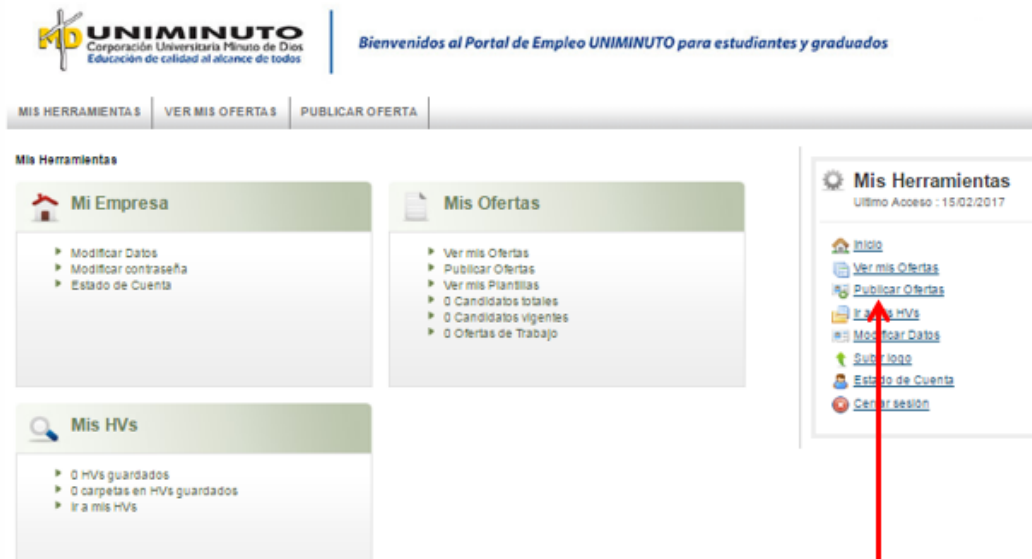 UNIMINUTO
Corporación Universitaria Minuto de Dios
Educación de calidad al alcance de todos
Bienvenidos al Portal de Empleo UNIMINUTO para estudiantes y graduados
MIS HERRAMIENTAS
VER MIS OFERTAS
PUBLICAR OFERTA
Mis Herramientas
Mi Empresa
Modificar Datos
Modificar contraseña
Estado de Cuenta
Mis Ofertas
Ver mis Ofertas
Publicar Ofertas
Ver mis Plantillas
0 Candidatos totales
0 Candidatos vigentes
0 Ofertas de Trabajo
Mis HVs
0 HVs guardados
0 carpetas en HVs guardados
Ir a mis HVs
Mis Herramientas
Ultimo Acceso : 15/02/2017
Inicio
Ver mis Ofertas
Publicar Ofertas
Ir a mis HVs
Modificar Datos
Subir logo
Estado de Cuenta
Cerrar sesión